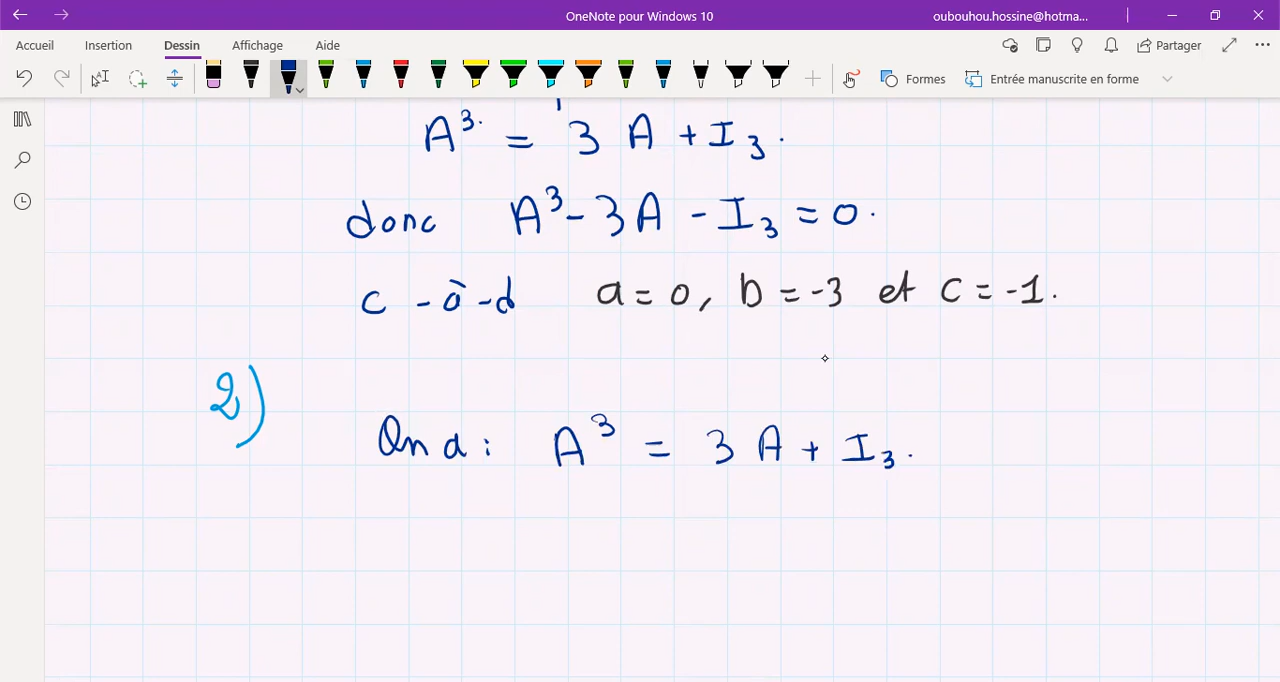 OneNote pour Windows 10
oubouhou.hossine@hotma...
Accueil Insertion Dessin Affichage Aide
Partager
Formes Entrée manuscrite en forme
A³ = 3 A + I₃.
donc A³ - 3 A - I₃ = 0.
c - à - d a = 0, b = -3 et c = -1.
2)
On a : A³ = 3 A + I₃.